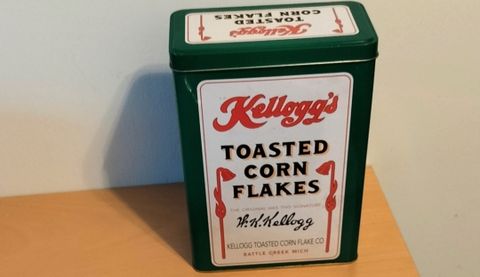 TOASTED
CORN FLAKES
Kellogg's
Kellogg's
TOASTED
CORN
FLAKES
THE ORIGINAL HAS THIS SIGNATURE
W.K.Kellogg
KELLOGG TOASTED CORN FLAKE CO
BATTLE CREEK MICH